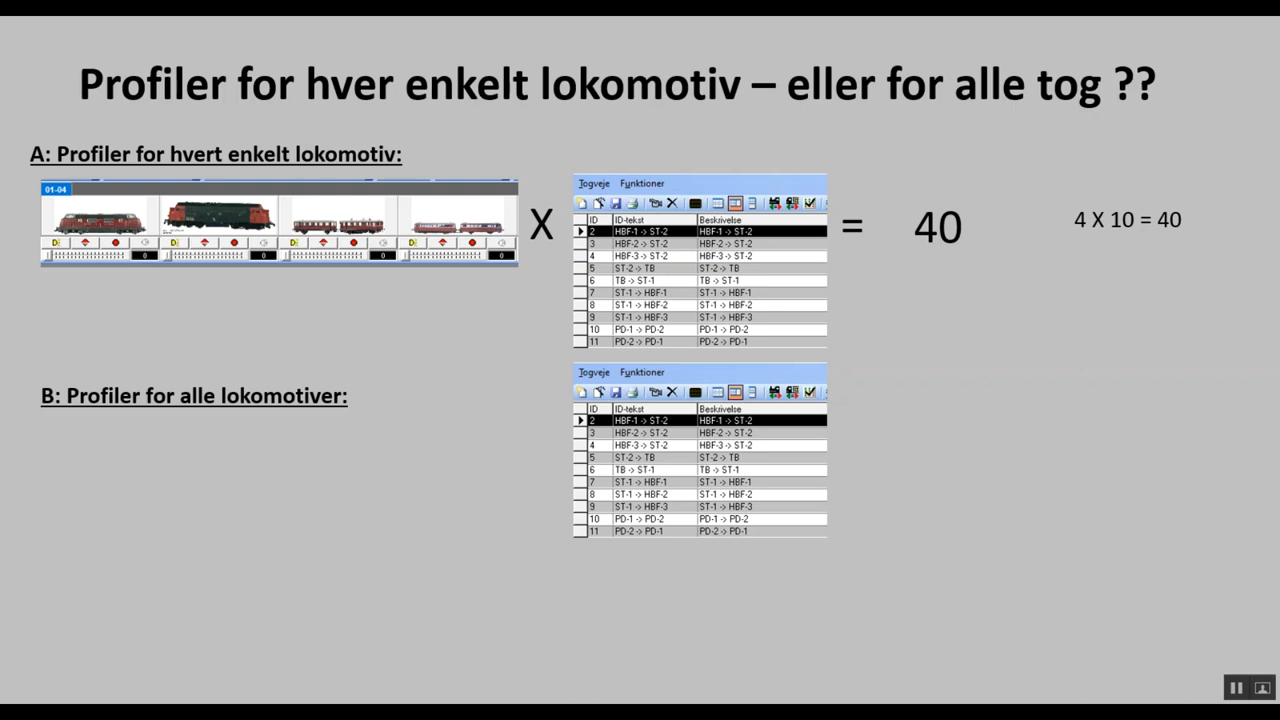 Profiler for hver enkelt lokomotiv – eller for alle tog ??
A: Profiler for hvert enkelt lokomotiv:
01-04
0 0 0 0
X
Togveje Funktioner
ID ID-tekst Beskrivelse
2 HBF-1 -> ST-2 HBF-1 -> ST-2
3 HBF-2 -> ST-2 HBF-2 -> ST-2
4 HBF-3 -> ST-2 HBF-3 -> ST-2
5 ST-2 -> TB ST-2 -> TB
6 TB -> ST-1 TB -> ST-1
7 ST-1 -> HBF-1 ST-1 -> HBF-1
8 ST-1 -> HBF-2 ST-1 -> HBF-2
9 ST-1 -> HBF-3 ST-1 -> HBF-3
10 PD-1 -> PD-2 PD-1 -> PD-2
11 PD-2 -> PD-1 PD-2 -> PD-1
= 40
4 X 10 = 40
B: Profiler for alle lokomotiver:
Togveje Funktioner
ID ID-tekst Beskrivelse
2 HBF-1 -> ST-2 HBF-1 -> ST-2
3 HBF-2 -> ST-2 HBF-2 -> ST-2
4 HBF-3 -> ST-2 HBF-3 -> ST-2
5 ST-2 -> TB ST-2 -> TB
6 TB -> ST-1 TB -> ST-1
7 ST-1 -> HBF-1 ST-1 -> HBF-1
8 ST-1 -> HBF-2 ST-1 -> HBF-2
9 ST-1 -> HBF-3 ST-1 -> HBF-3
10 PD-1 -> PD-2 PD-1 -> PD-2
11 PD-2 -> PD-1 PD-2 -> PD-1